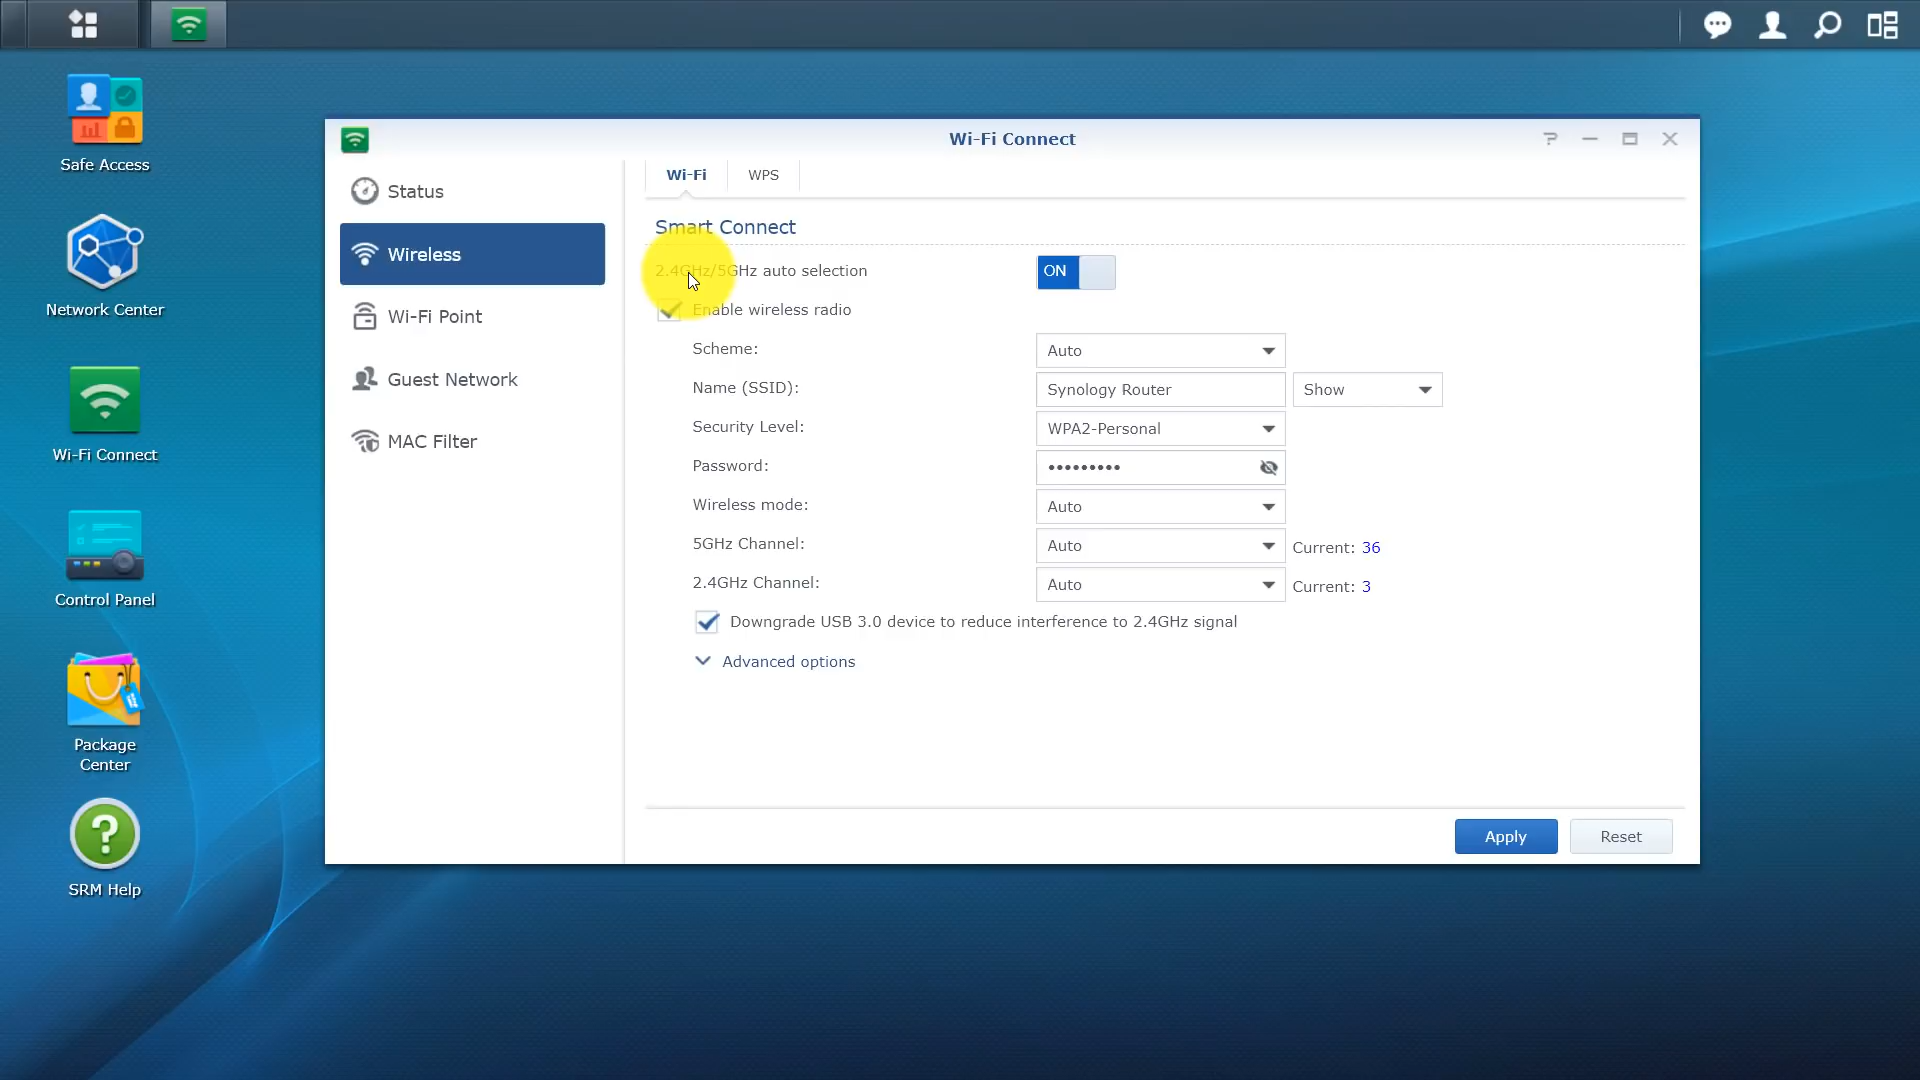 Wi-Fi Connect
Safe Access
Network Center
Wi-Fi Connect
Control Panel
Package
Center
SRM Help
Status
Wireless
Wi-Fi Point
Guest Network
MAC Filter
Wi-Fi
WPS
Smart Connect
2.4GHz/5GHz auto selection
ON
Enable wireless radio
Scheme:
Auto
Name (SSID):
Synology Router
Show
Security Level:
WPA2-Personal
Password:
•••••••••
Wireless mode:
Auto
5GHz Channel:
Auto
Current: 36
2.4GHz Channel:
Auto
Current: 3
Downgrade USB 3.0 device to reduce interference to 2.4GHz signal
Advanced options
Apply
Reset